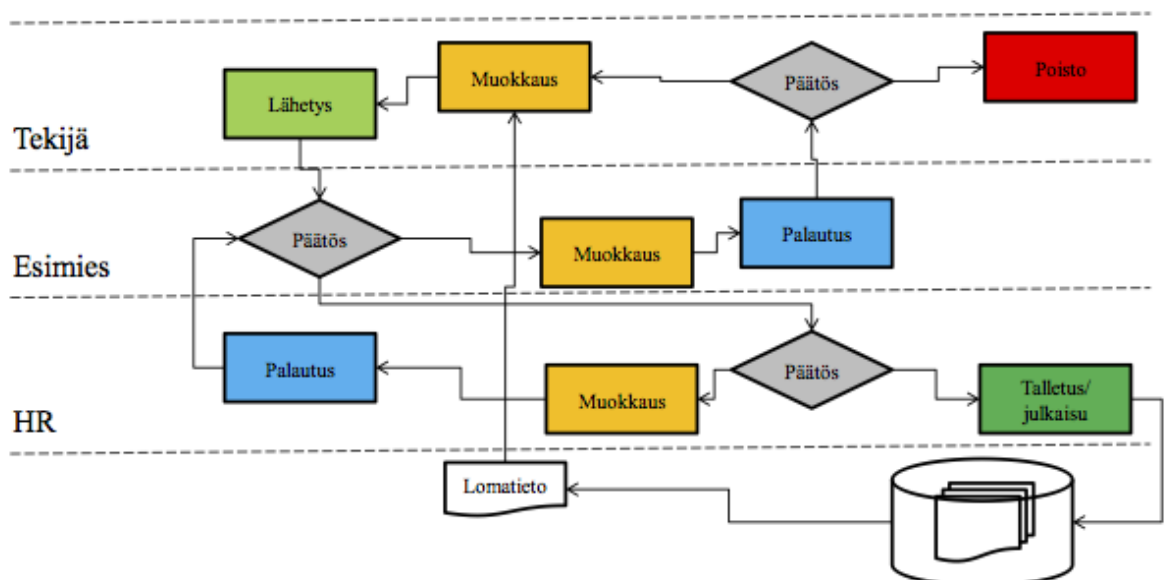 Muokkaus
Päätös
Poisto
Lähetys
Tekijä
Päätös
Muokkaus
Palautus
Esimies
Palautus
Muokkaus
Päätös
Talletus/
julkaisu
HR
Lomatieto